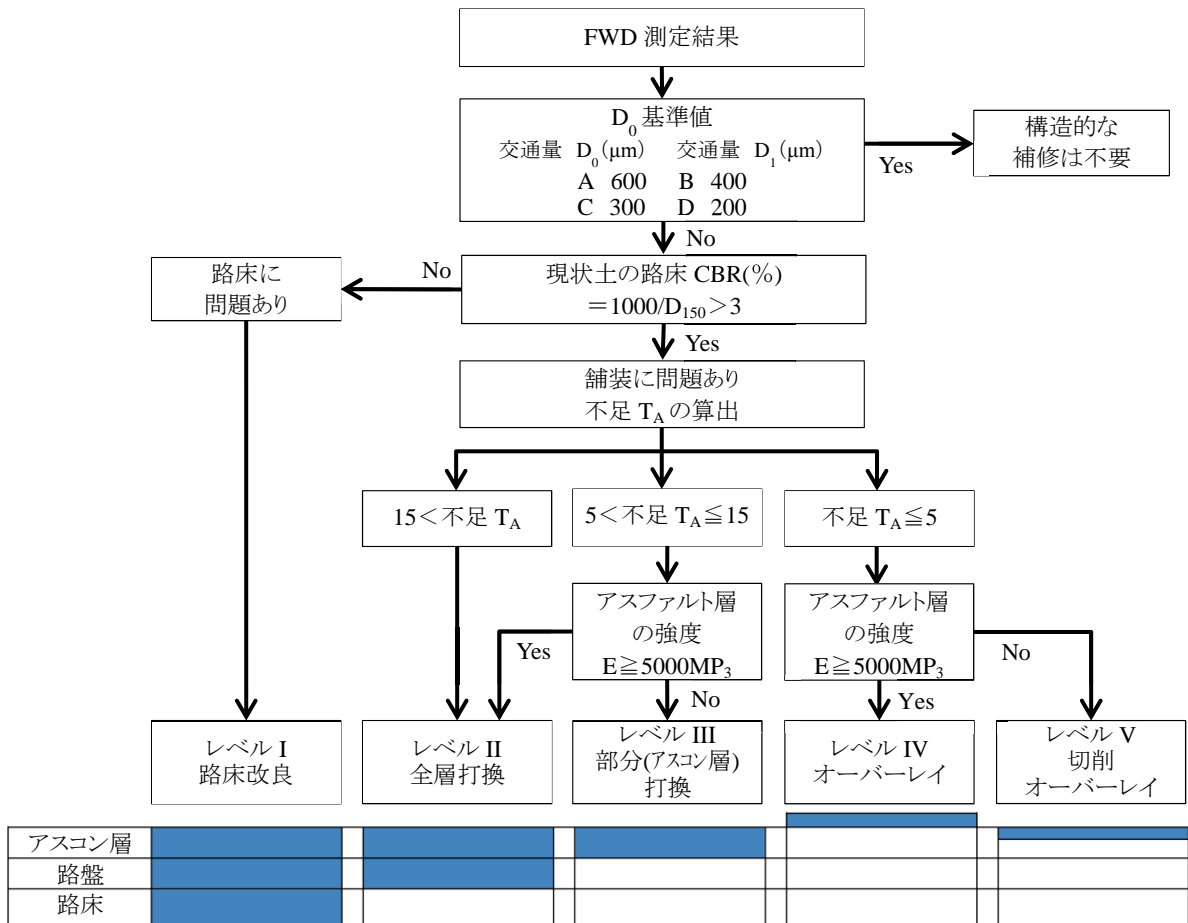 FWD 測定結果
D0 基準値
交通量 D0(μm) 交通量 D1(μm)
A 600 B 400
C 300 D 200
Yes
構造的な
補修は不要
No
路床に
問題あり
No
現状土の路床 CBR(%)
=1000/D150>3
Yes
舗装に問題あり
不足 TAの算出
15<不足 TA
5<不足 TA≦15
不足 TA≦5
アスファルト層
の強度
E≧5000MP3
アスファルト層
の強度
E≧5000MP3
Yes
No
No
Yes
レベル I
路床改良
レベル II
全層打換
レベル III
部分(アスコン層)
打換
レベル IV
オーバーレイ
レベル V
切削
オーバーレイ
アスコン層
路盤
路床